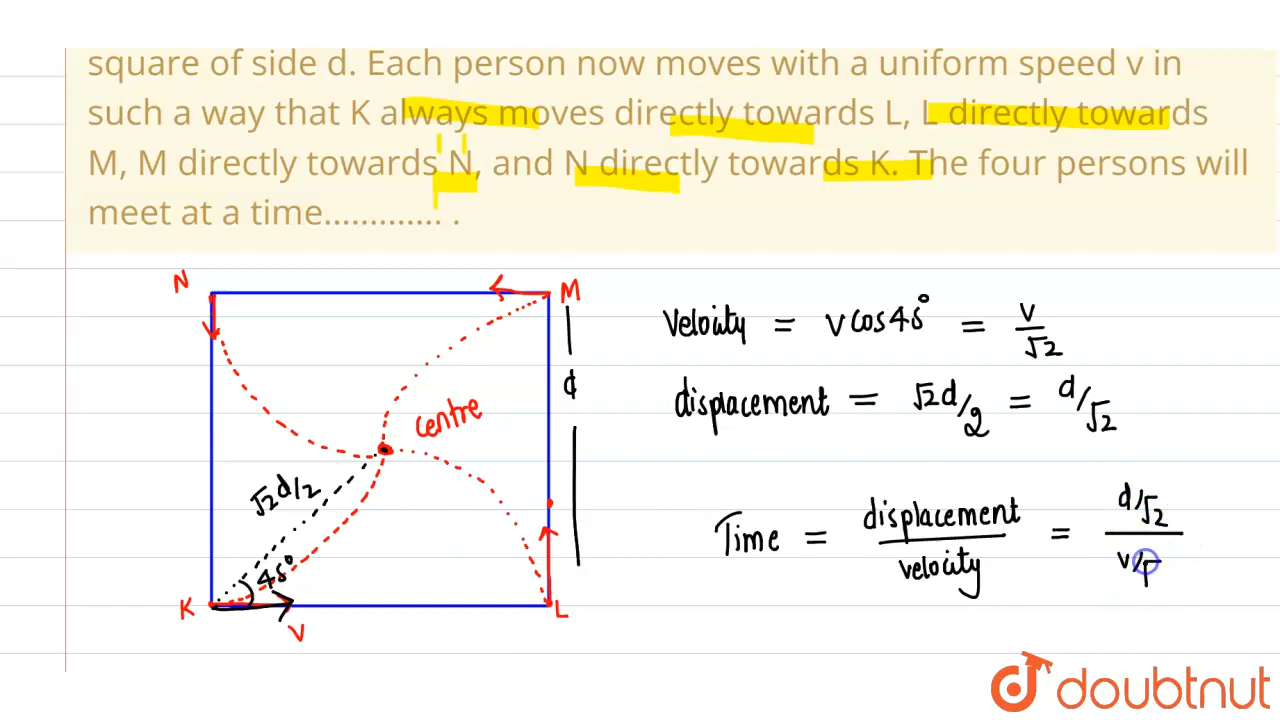 square of side d. Each person now moves with a uniform speed v in
such a way that K always moves directly towards L, L directly towards
M, M directly towards N, and N directly towards K. The four persons will
meet at a time............. .
N
M
d
centre
√2d/2
45°
K
V
L
Velocity = v cos45° = v/√2
displacement = √2d/2 = d/√2
Time = displacement/velocity = d/√2 / v/√
doubtnut